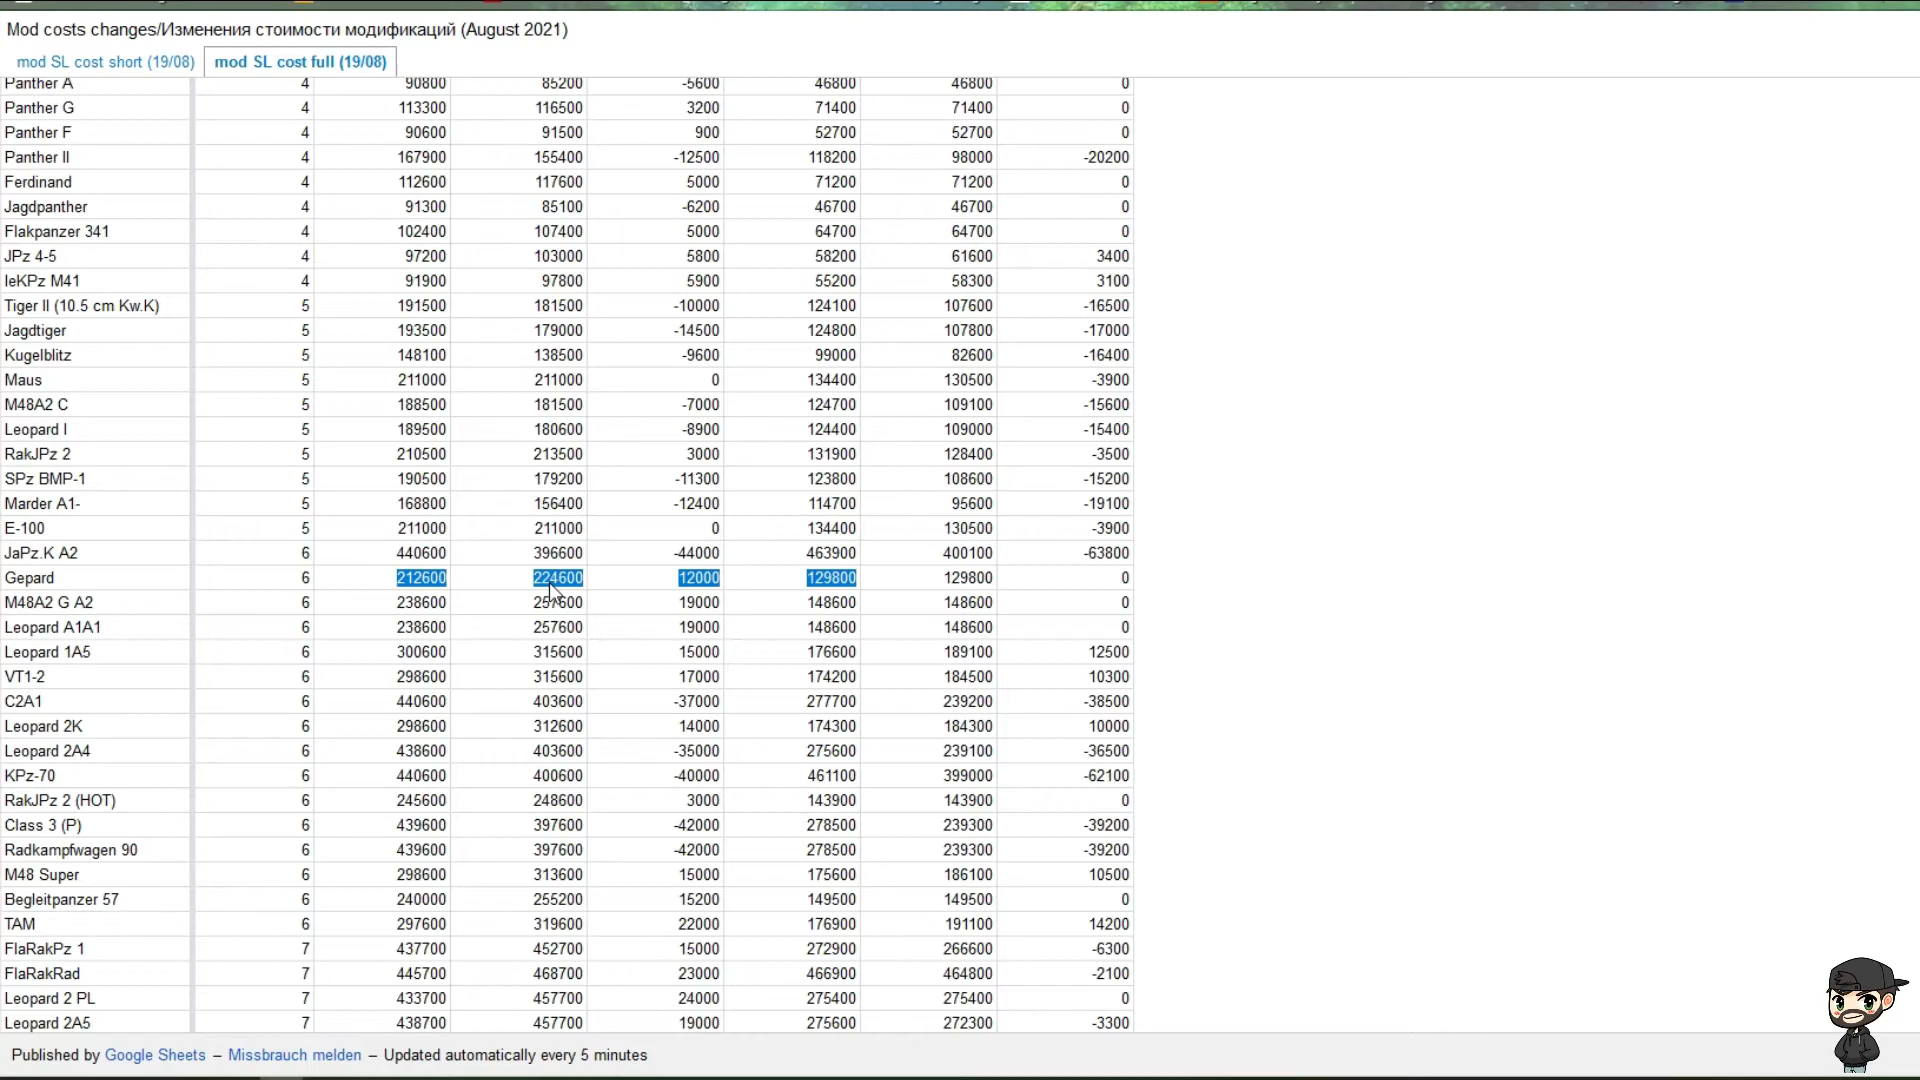 Mod costs changes/Изменения стоимости модификаций (August 2021)
mod SL cost short (19/08) mod SL cost full (19/08)
Panther A 4 90800 85200 -5600 46800 46800 0
Panther G 4 113300 116500 3200 71400 71400 0
Panther F 4 90600 91500 900 52700 52700 0
Panther II 4 167900 155400 -12500 118200 98000 -20200
Ferdinand 4 112600 117600 5000 71200 71200 0
Jagdpanther 4 91300 85100 -6200 46700 46700 0
Flakpanzer 341 4 102400 107400 5000 64700 64700 0
JPz 4-5 4 97200 103000 5800 58200 61600 3400
leKPz M41 4 91900 97800 5900 55200 58300 3100
Tiger II (10.5 cm Kw.K) 5 191500 181500 -10000 124100 107600 -16500
Jagdtiger 5 193500 179000 -14500 124800 107800 -17000
Kugelblitz 5 148100 138500 -9600 99000 82600 -16400
Maus 5 211000 211000 0 134400 130500 -3900
M48A2 C 5 188500 181500 -7000 124700 109100 -15600
Leopard I 5 189500 180600 -8900 124400 109000 -15400
RakJPz 2 5 210500 213500 3000 131900 128400 -3500
SPz BMP-1 5 190500 179200 -11300 123800 108600 -15200
Marder A1- 5 168800 156400 -12400 114700 95600 -19100
E-100 5 211000 211000 0 134400 130500 -3900
JaPz.K A2 6 440600 396600 -44000 463900 400100 -63800
Gepard 6 212600 224600 12000 129800 129800 0
M48A2 G A2 6 238600 257600 19000 148600 148600 0
Leopard A1A1 6 238600 257600 19000 148600 148600 0
Leopard 1A5 6 300600 315600 15000 176600 189100 12500
VT1-2 6 298600 315600 17000 174200 184500 10300
C2A1 6 440600 403600 -37000 277700 239200 -38500
Leopard 2K 6 298600 312600 14000 174300 184300 10000
Leopard 2A4 6 438600 403600 -35000 275600 239100 -36500
KPz-70 6 440600 400600 -40000 461100 399000 -62100
RakJPz 2 (HOT) 6 245600 248600 3000 143900 143900 0
Class 3 (P) 6 439600 397600 -42000 278500 239300 -39200
Radkampfwagen 90 6 439600 397600 -42000 278500 239300 -39200
M48 Super 6 298600 313600 15000 175600 186100 10500
Begleitpanzer 57 6 240000 255200 15200 149500 149500 0
TAM 6 297600 319600 22000 176900 191100 14200
FlaRakPz 1 7 437700 452700 15000 272900 266600 -6300
FlaRakRad 7 445700 468700 23000 466900 464800 -2100
Leopard 2 PL 7 433700 457700 24000 275400 275400 0
Leopard 2A5 7 438700 457700 19000 275600 272300 -3300
Published by Google Sheets – Missbrauch melden – Updated automatically every 5 minutes